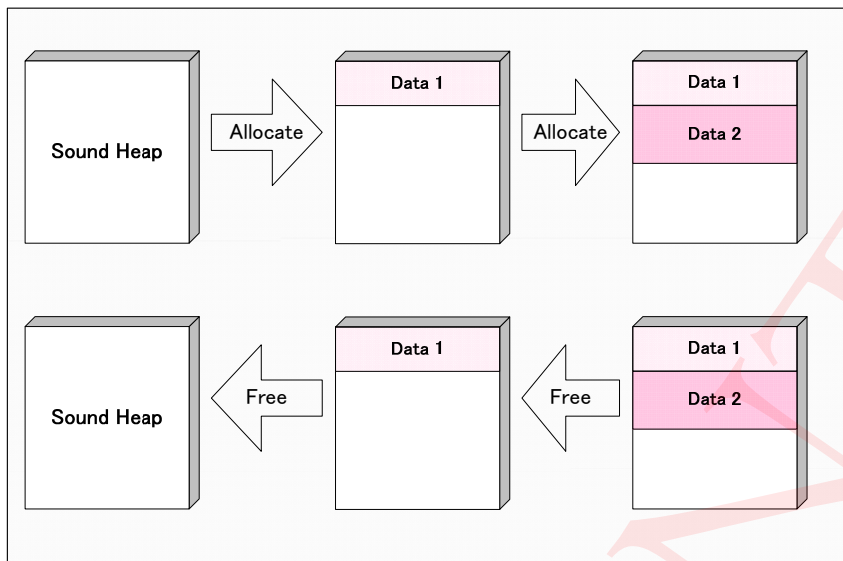 Sound Heap
Allocate
Data 1
Allocate
Data 1
Data 2
Sound Heap
Free
Data 1
Free
Data 1
Data 2